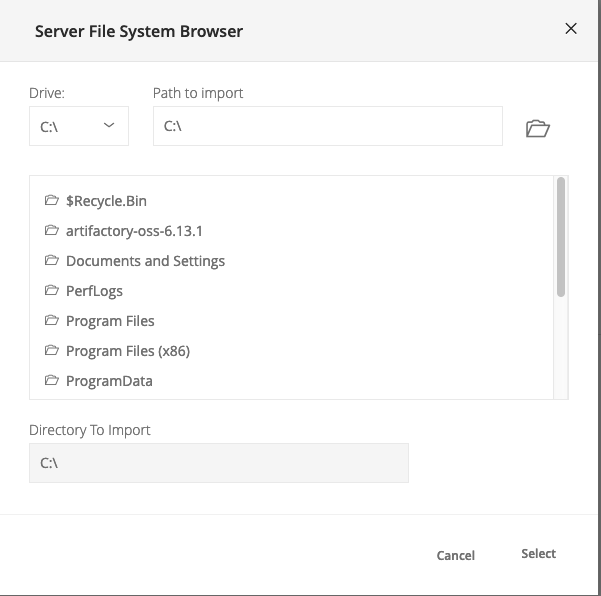 Server File System Browser
Drive:
Path to import
C:\
C:\
$Recycle.Bin
artifactory-oss-6.13.1
Documents and Settings
PerfLogs
Program Files
Program Files (x86)
ProgramData
Directory To Import
C:\
Cancel
Select